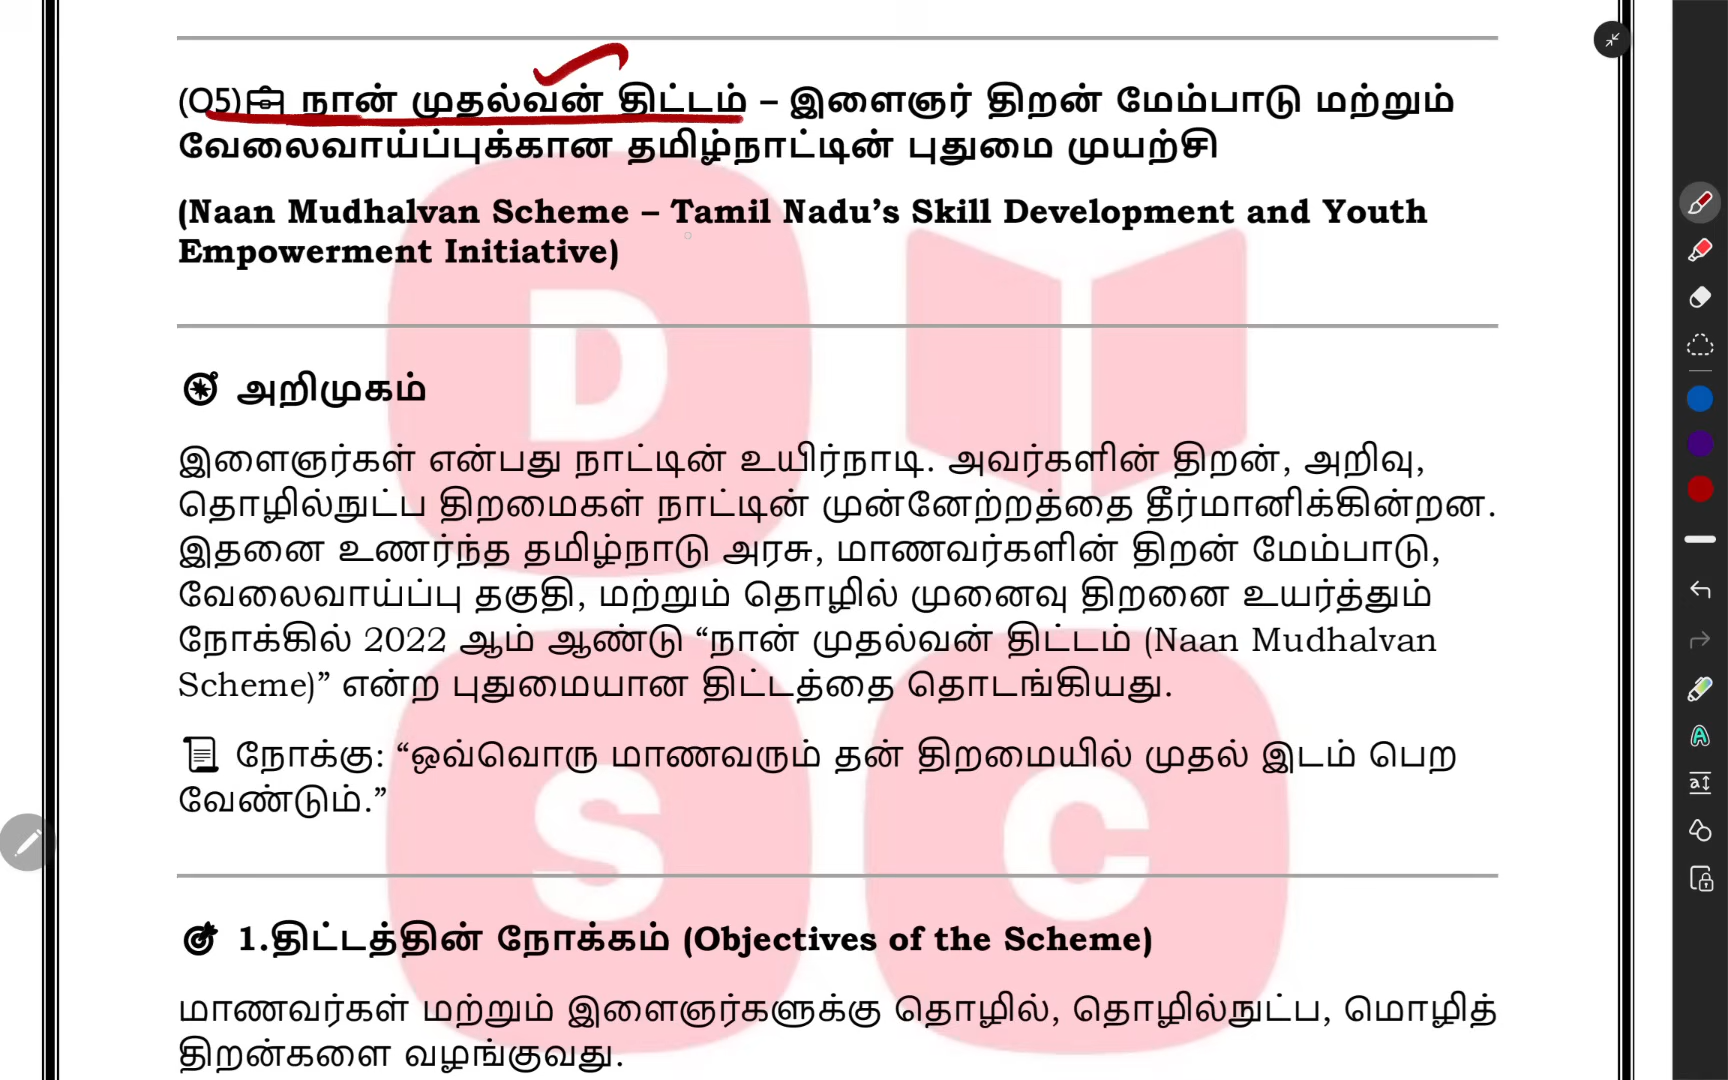 (Q5) நான் முதல்வன் திட்டம் – இளைஞர் திறன் மேம்பாடு மற்றும்
வேலைவாய்ப்புக்கான தமிழ்நாட்டின் புதுமை முயற்சி
(Naan Mudhalvan Scheme – Tamil Nadu’s Skill Development and Youth
Empowerment Initiative)
அறிமுகம்
இளைஞர்கள் என்பது நாட்டின் உயிர்நாடி. அவர்களின் திறன், அறிவு,
தொழில்நுட்ப திறமைகள் நாட்டின் முன்னேற்றத்தை தீர்மானிக்கின்றன.
இதனை உணர்ந்த தமிழ்நாடு அரசு, மாணவர்களின் திறன் மேம்பாடு,
வேலைவாய்ப்பு தகுதி, மற்றும் தொழில் முனைவு திறனை உயர்த்தும்
நோக்கில் 2022 ஆம் ஆண்டு “நான் முதல்வன் திட்டம் (Naan Mudhalvan
Scheme)” என்ற புதுமையான திட்டத்தை தொடங்கியது.
நோக்கு: “ஒவ்வொரு மாணவரும் தன் திறமையில் முதல் இடம் பெற
வேண்டும்.”
1.திட்டத்தின் நோக்கம் (Objectives of the Scheme)
மாணவர்கள் மற்றும் இளைஞர்களுக்கு தொழில், தொழில்நுட்ப, மொழித்
திறன்களை வழங்குவது.
D
S C